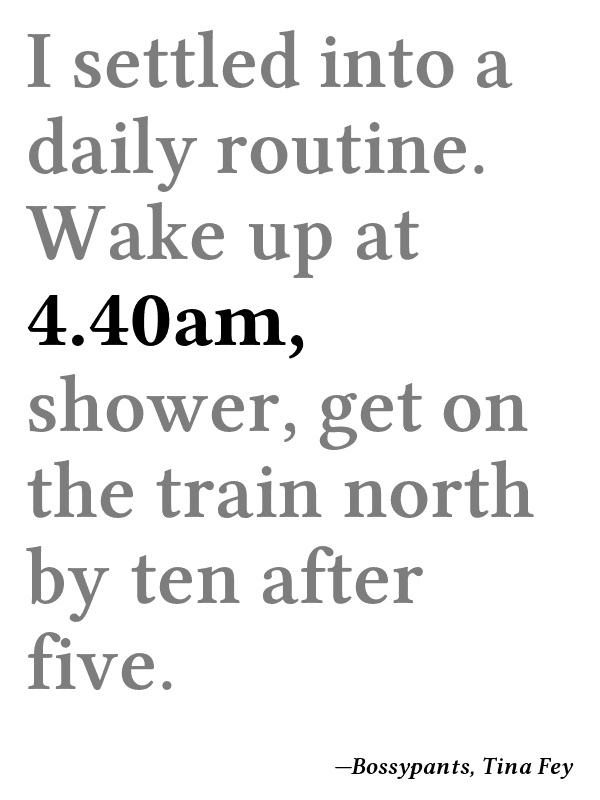 I settled into a
daily routine.
Wake up at
4.40am,
shower, get on
the train north
by ten after
five.
—Bossypants, Tina Fey